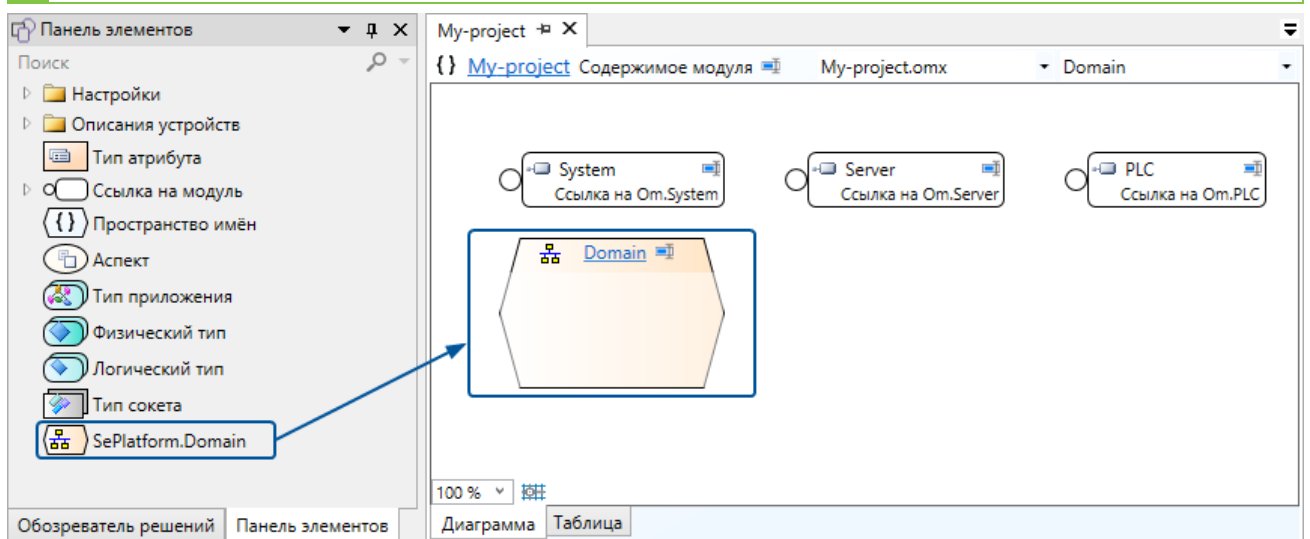 Панель элементов
Поиск
Настройки
Описания устройств
Тип атрибута
Ссылка на модуль
{ } Пространство имён
Аспект
Тип приложения
Физический тип
Логический тип
Тип сокета
SePlatform.Domain
Обозреватель решений Панель элементов
My-project
{ } My-project Содержимое модуля My-project.omx Domain
System
Ссылка на Om.System
Server
Ссылка на Om.Server
PLC
Ссылка на Om.PLC
Domain
100 %
Диаграмма Таблица